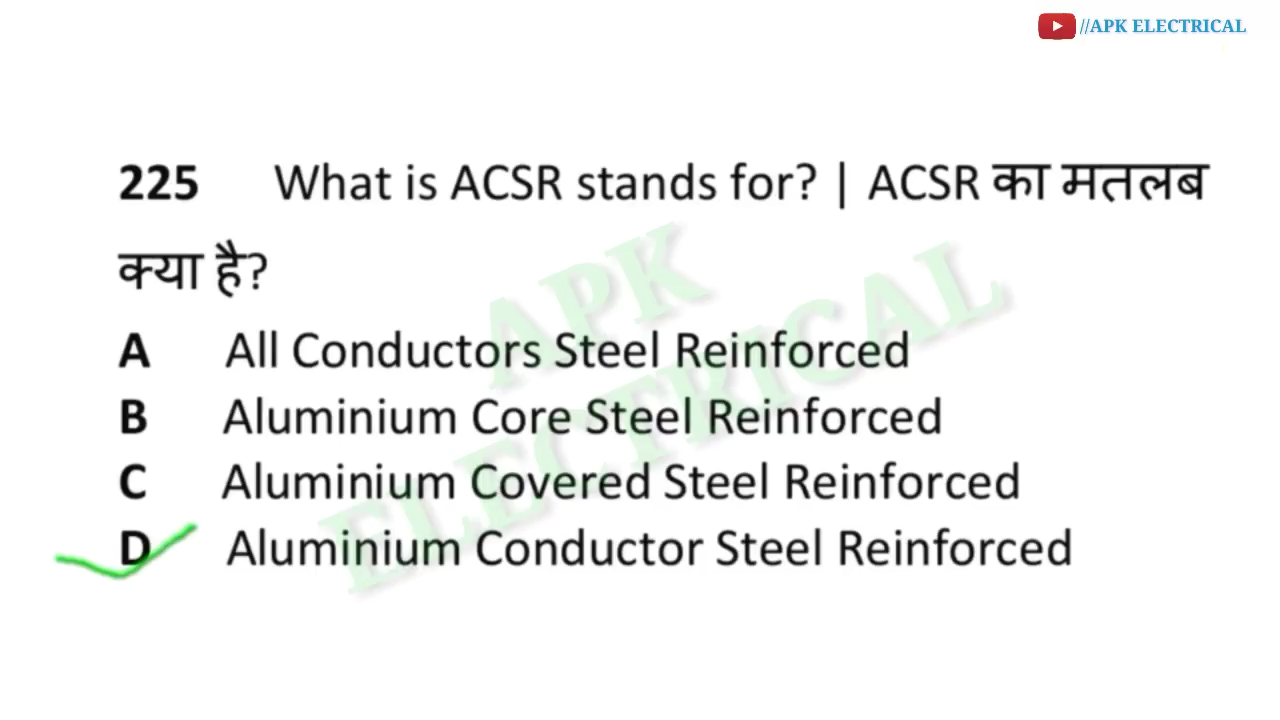 //APK ELECTRICAL
225 What is ACSR stands for? | ACSR का मतलब
क्या है?
A All Conductors Steel Reinforced
B Aluminium Core Steel Reinforced
C Aluminium Covered Steel Reinforced
D Aluminium Conductor Steel Reinforced
APK
ELECTRICAL